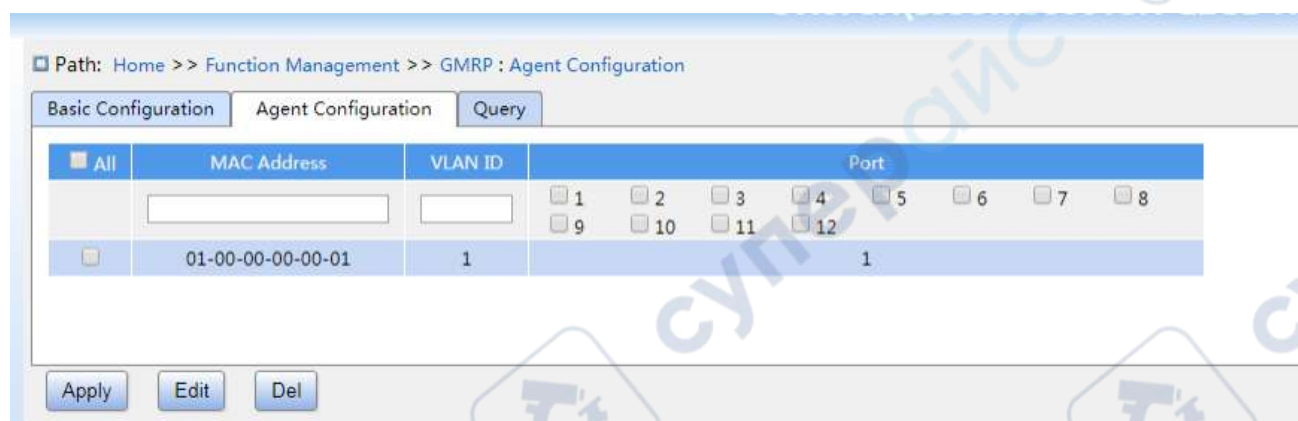 Path: Home >> Function Management >> GMRP : Agent Configuration
Basic Configuration Agent Configuration Query
All MAC Address VLAN ID Port
1 2 3 4 5 6 7 8
9 10 11 12
01-00-00-00-00-01 1 1
Apply Edit Del
суперайс